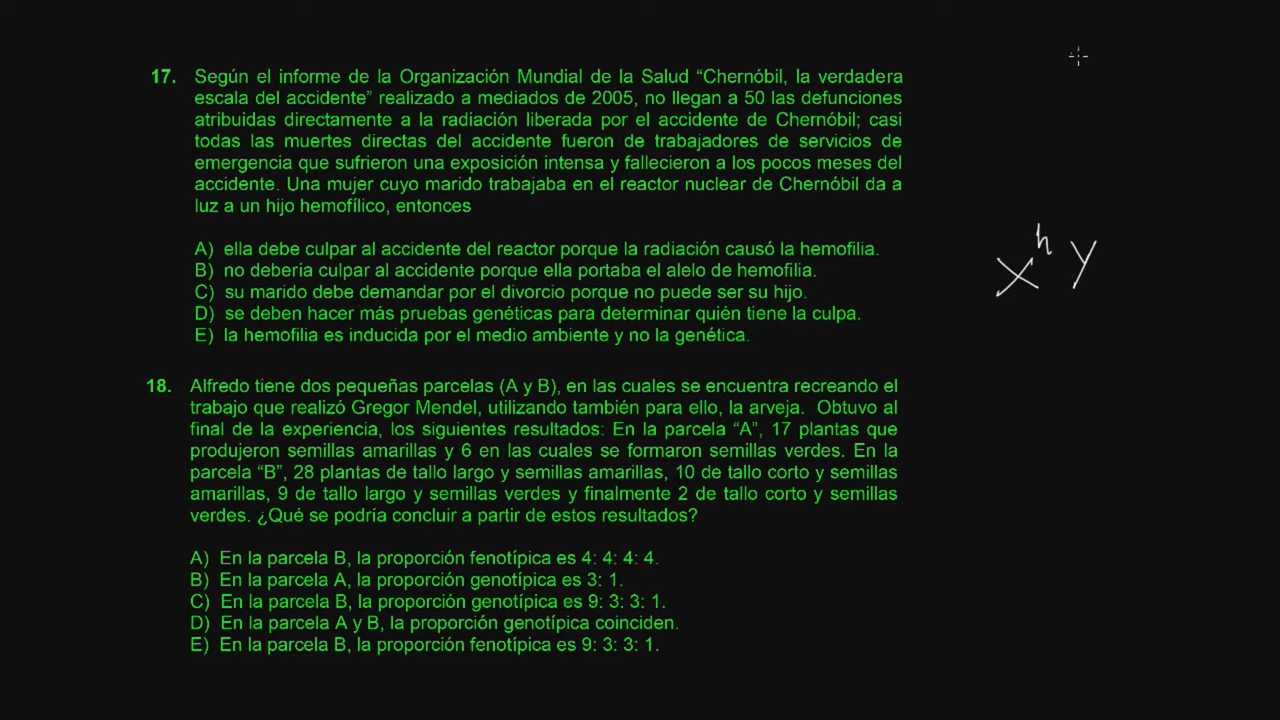 17. Según el informe de la Organización Mundial de la Salud “Chernóbil, la verdadera
escala del accidente” realizado a mediados de 2005, no llegan a 50 las defunciones
atribuidas directamente a la radiación liberada por el accidente de Chernóbil; casi
todas las muertes directas del accidente fueron de trabajadores de servicios de
emergencia que sufrieron una exposición intensa y fallecieron a los pocos meses del
accidente. Una mujer cuyo marido trabajaba en el reactor nuclear de Chernóbil da a
luz a un hijo hemofílico, entonces
A) ella debe culpar al accidente del reactor porque la radiación causó la hemofilia.
B) no debería culpar al accidente porque ella portaba el alelo de hemofilia.
C) su marido debe demandar por el divorcio porque no puede ser su hijo.
D) se deben hacer más pruebas genéticas para determinar quién tiene la culpa.
E) la hemofilia es inducida por el medio ambiente y no la genética.
X^h y
18. Alfredo tiene dos pequeñas parcelas (A y B), en las cuales se encuentra recreando el
trabajo que realizó Gregor Mendel, utilizando también para ello, la arveja. Obtuvo al
final de la experiencia, los siguientes resultados: En la parcela “A”, 17 plantas que
produjeron semillas amarillas y 6 en las cuales se formaron semillas verdes. En la
parcela “B”, 28 plantas de tallo largo y semillas amarillas, 10 de tallo corto y semillas
amarillas, 9 de tallo largo y semillas verdes y finalmente 2 de tallo corto y semillas
verdes. ¿Qué se podría concluir a partir de estos resultados?
A) En la parcela B, la proporción fenotípica es 4: 4: 4: 4.
B) En la parcela A, la proporción genotípica es 3: 1.
C) En la parcela B, la proporción genotípica es 9: 3: 3: 1.
D) En la parcela A y B, la proporción genotípica coinciden.
E) En la parcela B, la proporción fenotípica es 9: 3: 3: 1.